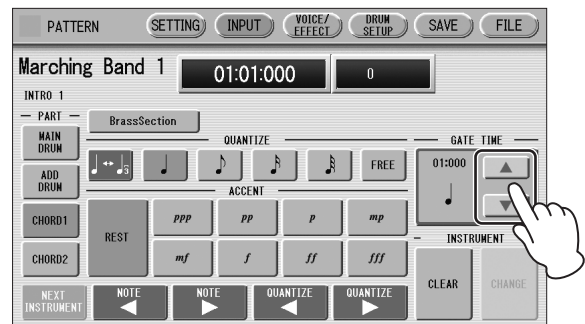 PATTERN SETTING INPUT VOICE/ EFFECT DRUM SETUP SAVE FILE
Marching Band 1 01:01:000 0
INTRO 1
PART BrassSection
QUANTIZE GATE TIME
MAIN DRUM 3 FREE 01:000
ADD DRUM
ACCENT
CHORD1 REST ppp pp p mp
INSTRUMENT
CHORD2 mf f ff fff CLEAR CHANGE
NEXT INSTRUMENT NOTE NOTE QUANTIZE QUANTIZE